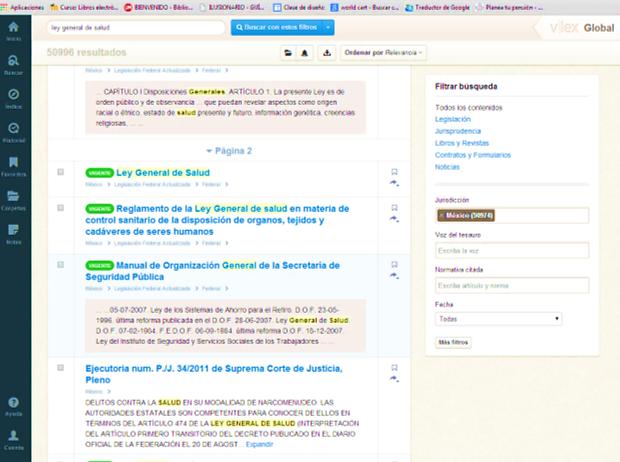 Aplicaciones Curso: Libros electró... BIENVENIDO - Bibliot... ILUSIONARIO - Clase de diseño: world cert - Buscar c... Traductor de Google Planea tu pensión - ...
ley general de salud Buscar con estos filtros vlex Global
Inicio
50996 resultados Ordenar por Relevancia
México > Legislación Federal Actualizada > Federal >
Buscar
... CAPÍTULO I Disposiciones Generales. ARTÍCULO 1. La presente Ley es de
orden público y de observancia ... que puedan revelar aspectos como origen
racial o étnico, estado de salud presente y futuro, información genética, creencias
religiosas, ... ...
Índice
Historial
Favoritos
Carpetas
Notas
Página 2
VIGENTE Ley General de Salud
México > Legislación Federal Actualizada > Federal >
VIGENTE Reglamento de la Ley General de salud en materia de
control sanitario de la disposición de organos, tejidos y
cadáveres de seres humanos
México > Legislación Federal Actualizada > Federal >
VIGENTE Manual de Organización General de la Secretaría de
Seguridad Pública
México > Legislación Federal Actualizada > Federal >
... ...05-07-2007. Ley de los Sistemas de Ahorro para el Retiro. D.O.F. 23-05-
1996. última reforma publicada en el D.O.F. 28-06-2007. Ley General de Salud.
D.O.F. 07-02-1984. F.E.D.O.F. 06-09-1984. última reforma D.O.F. 18-12-2007.
Ley del Instituto de Seguridad y Servicios Sociales de los Trabajadores ... ...
Ejecutoria num. P./J. 34/2011 de Suprema Corte de Justicia,
Pleno
México >
DELITOS CONTRA LA SALUD EN SU MODALIDAD DE NARCOMENUDEO. LAS
AUTORIDADES ESTATALES SON COMPETENTES PARA CONOCER DE ELLOS EN
TÉRMINOS DEL ARTÍCULO 474 DE LA LEY GENERAL DE SALUD (INTERPRETACIÓN
DEL ARTÍCULO PRIMERO TRANSITORIO DEL DECRETO PUBLICADO EN EL DIARIO
OFICIAL DE LA FEDERACIÓN EL 20 DE AGOST... Expandir
Ayuda
Cuenta
Filtrar búsqueda
Todos los contenidos
Legislación
Jurisprudencia
Libros y Revistas
Contratos y Formularios
Noticias
Jurisdicción
× México (50974)
Voz del tesauro
Escriba la voz
Normativa citada
Escriba artículo y norma
Fecha
Todas
Más filtros